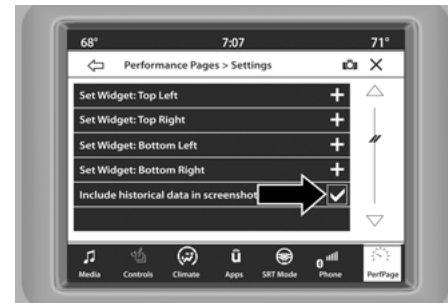 68° 7:07 71°
Performance Pages > Settings
Set Widget: Top Left
Set Widget: Top Right
Set Widget: Bottom Left
Set Widget: Bottom Right
Include historical data in screenshot
Media Controls Climate Apps SRT Mode 0 Phone PerfPage